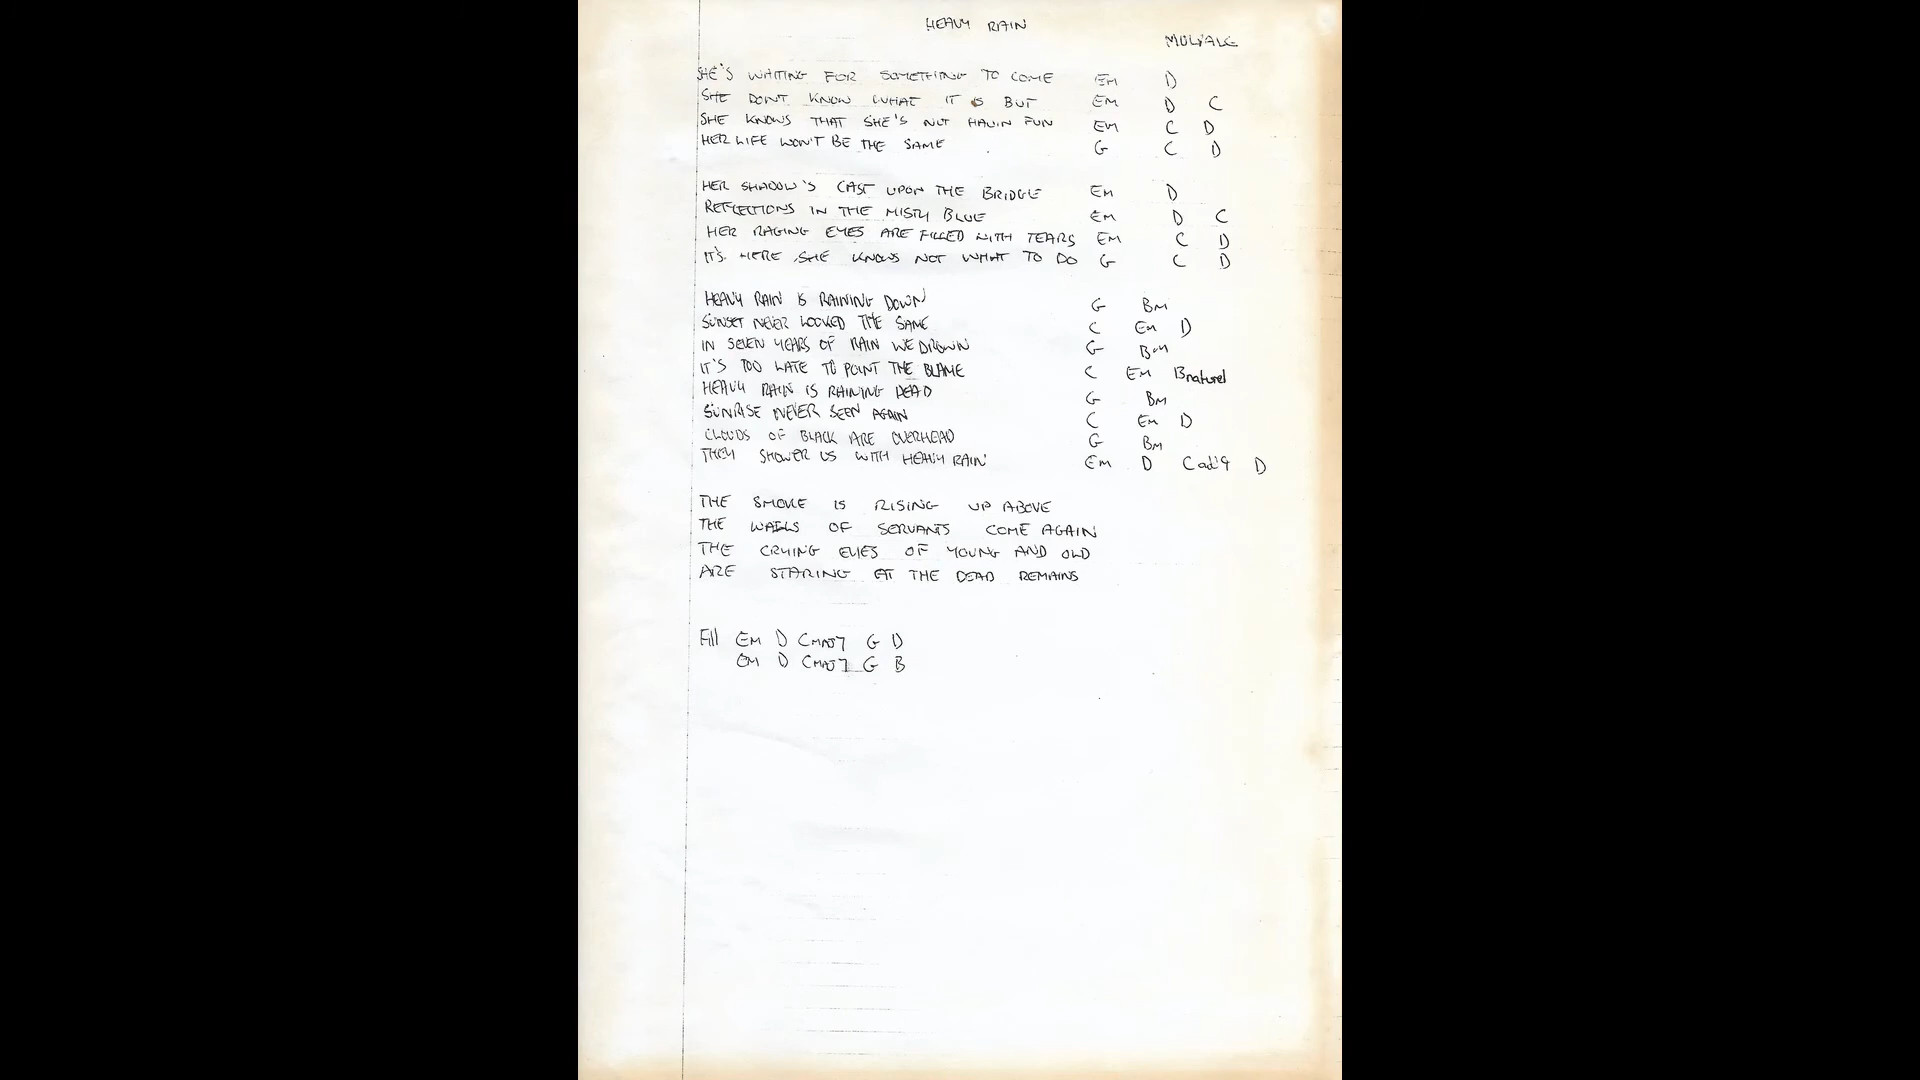 HEAVY RAIN
SHE'S WAITING FOR SOMETHING TO COME EM D
SHE DON'T KNOW WHAT IT IS BUT EM D C
SHE KNOWS THAT SHE'S NOT HAVIN FUN EM C D
HER LIFE WON'T BE THE SAME G C D
HER SHADOW'S CAST UPON THE BRIDGE EM D
REFLECTIONS IN THE MISTY BLUE EM D C
HER RAGING EYES ARE FILLED WITH TEARS EM C D
IT'S HERE SHE KNOWS NOT WHAT TO DO G C D
HEAVY RAIN IS RAINING DOWN G BM
SUNSET NEVER LOOKED THE SAME C EM D
IN SEVEN YEARS OF RAIN WE DROWN G BM
IT'S TOO LATE TO POINT THE BLAME C EM Bnaturel
HEAVY RAIN IS RAINING DEAD G BM
SUNRISE NEVER SEEN AGAIN C EM D
CLOUDS OF BLACK ARE OVERHEAD G BM
THEY SHOWER US WITH HEAVY RAIN EM D Cad'9 D
THE SMOKE IS RISING UP ABOVE
THE WAILS OF SERVANTS COME AGAIN
THE CRYING EYES OF YOUNG AND OLD
ARE STARING AT THE DEAD REMAINS
Fill EM D CMAJ7 G D
EM D CMAJ7 G B